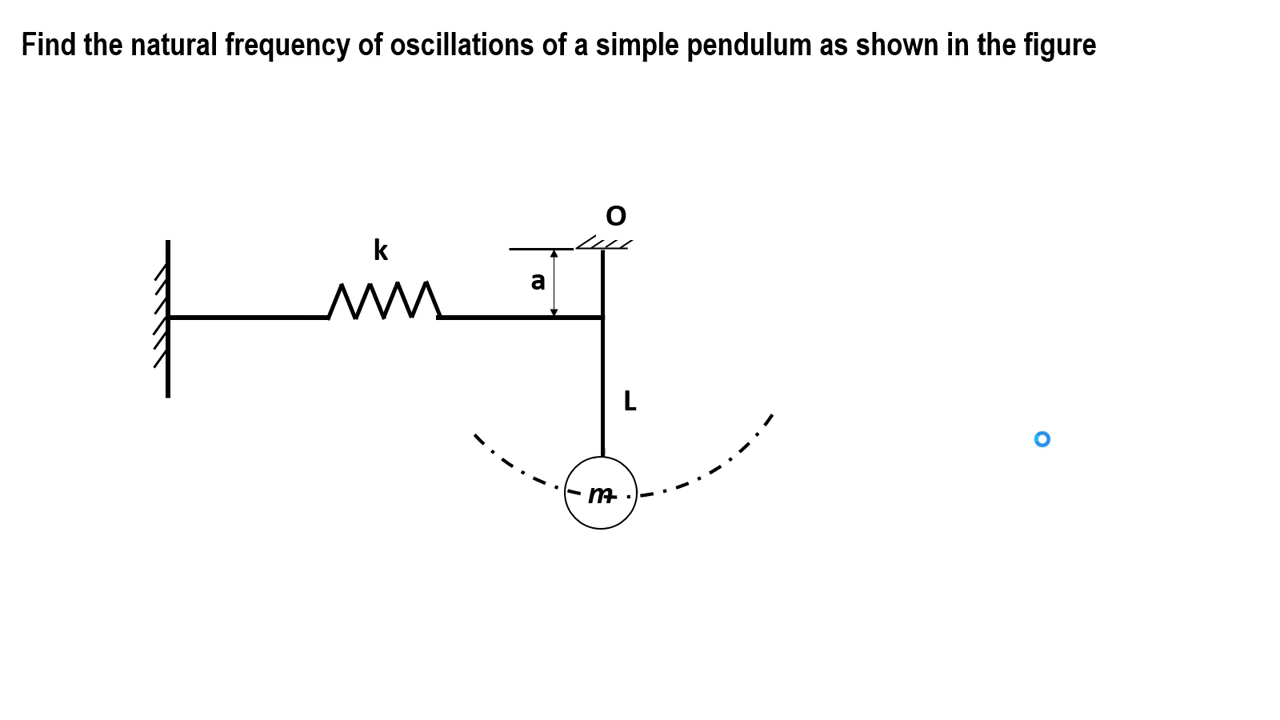 Find the natural frequency of oscillations of a simple pendulum as shown in the figure
O
k
a
L
m